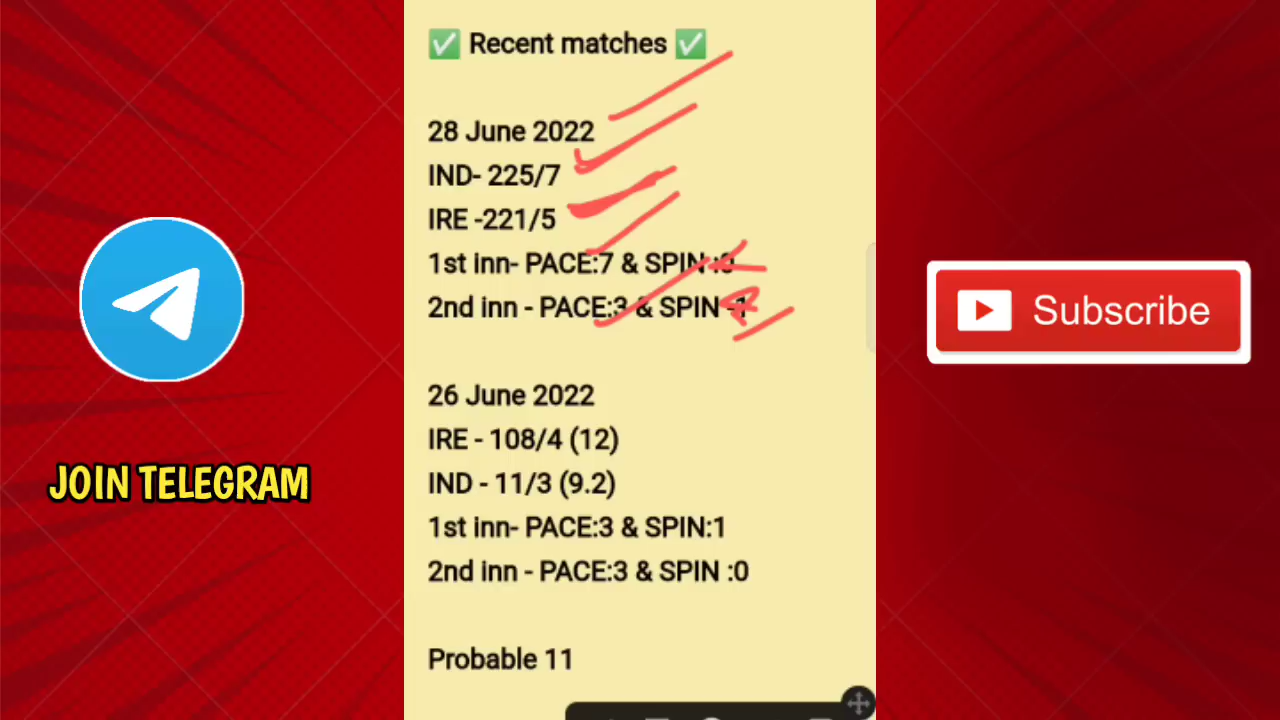 ✅ Recent matches ✅
28 June 2022
IND- 225/7
IRE -221/5
1st inn- PACE:7 & SPIN :0
2nd inn - PACE:3 & SPIN -1
26 June 2022
IRE - 108/4 (12)
IND - 11/3 (9.2)
1st inn- PACE:3 & SPIN:1
2nd inn - PACE:3 & SPIN :0
Probable 11
JOIN TELEGRAM
Subscribe